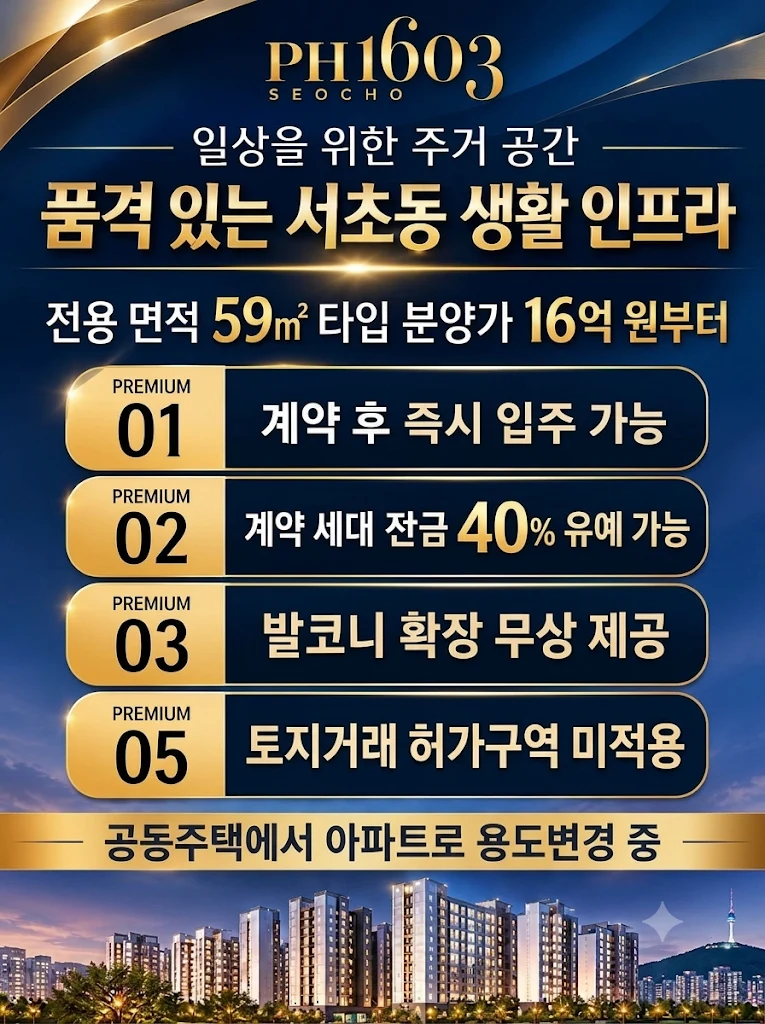 PH1603
SEOCHO
일상을 위한 주거 공간
품격 있는 서초동 생활 인프라
전용 면적 59㎡ 타입 분양가 16억 원부터
PREMIUM
01
계약 후 즉시 입주 가능
PREMIUM
02
계약 세대 잔금 40% 유예 가능
PREMIUM
03
발코니 확장 무상 제공
PREMIUM
05
토지거래 허가구역 미적용
공동주택에서 아파트로 용도변경 중